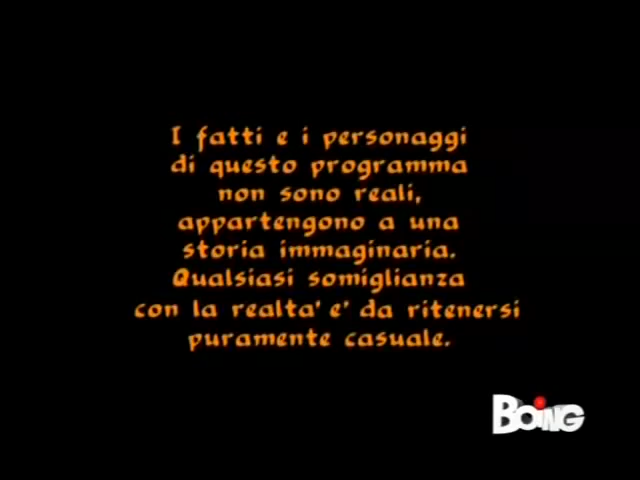 I fatti e i personaggi
di questo programma
non sono reali,
appartengono a una
storia immaginaria.
Qualsiasi somiglianza
con la realta' e' da ritenersi
puramente casuale.
BOING